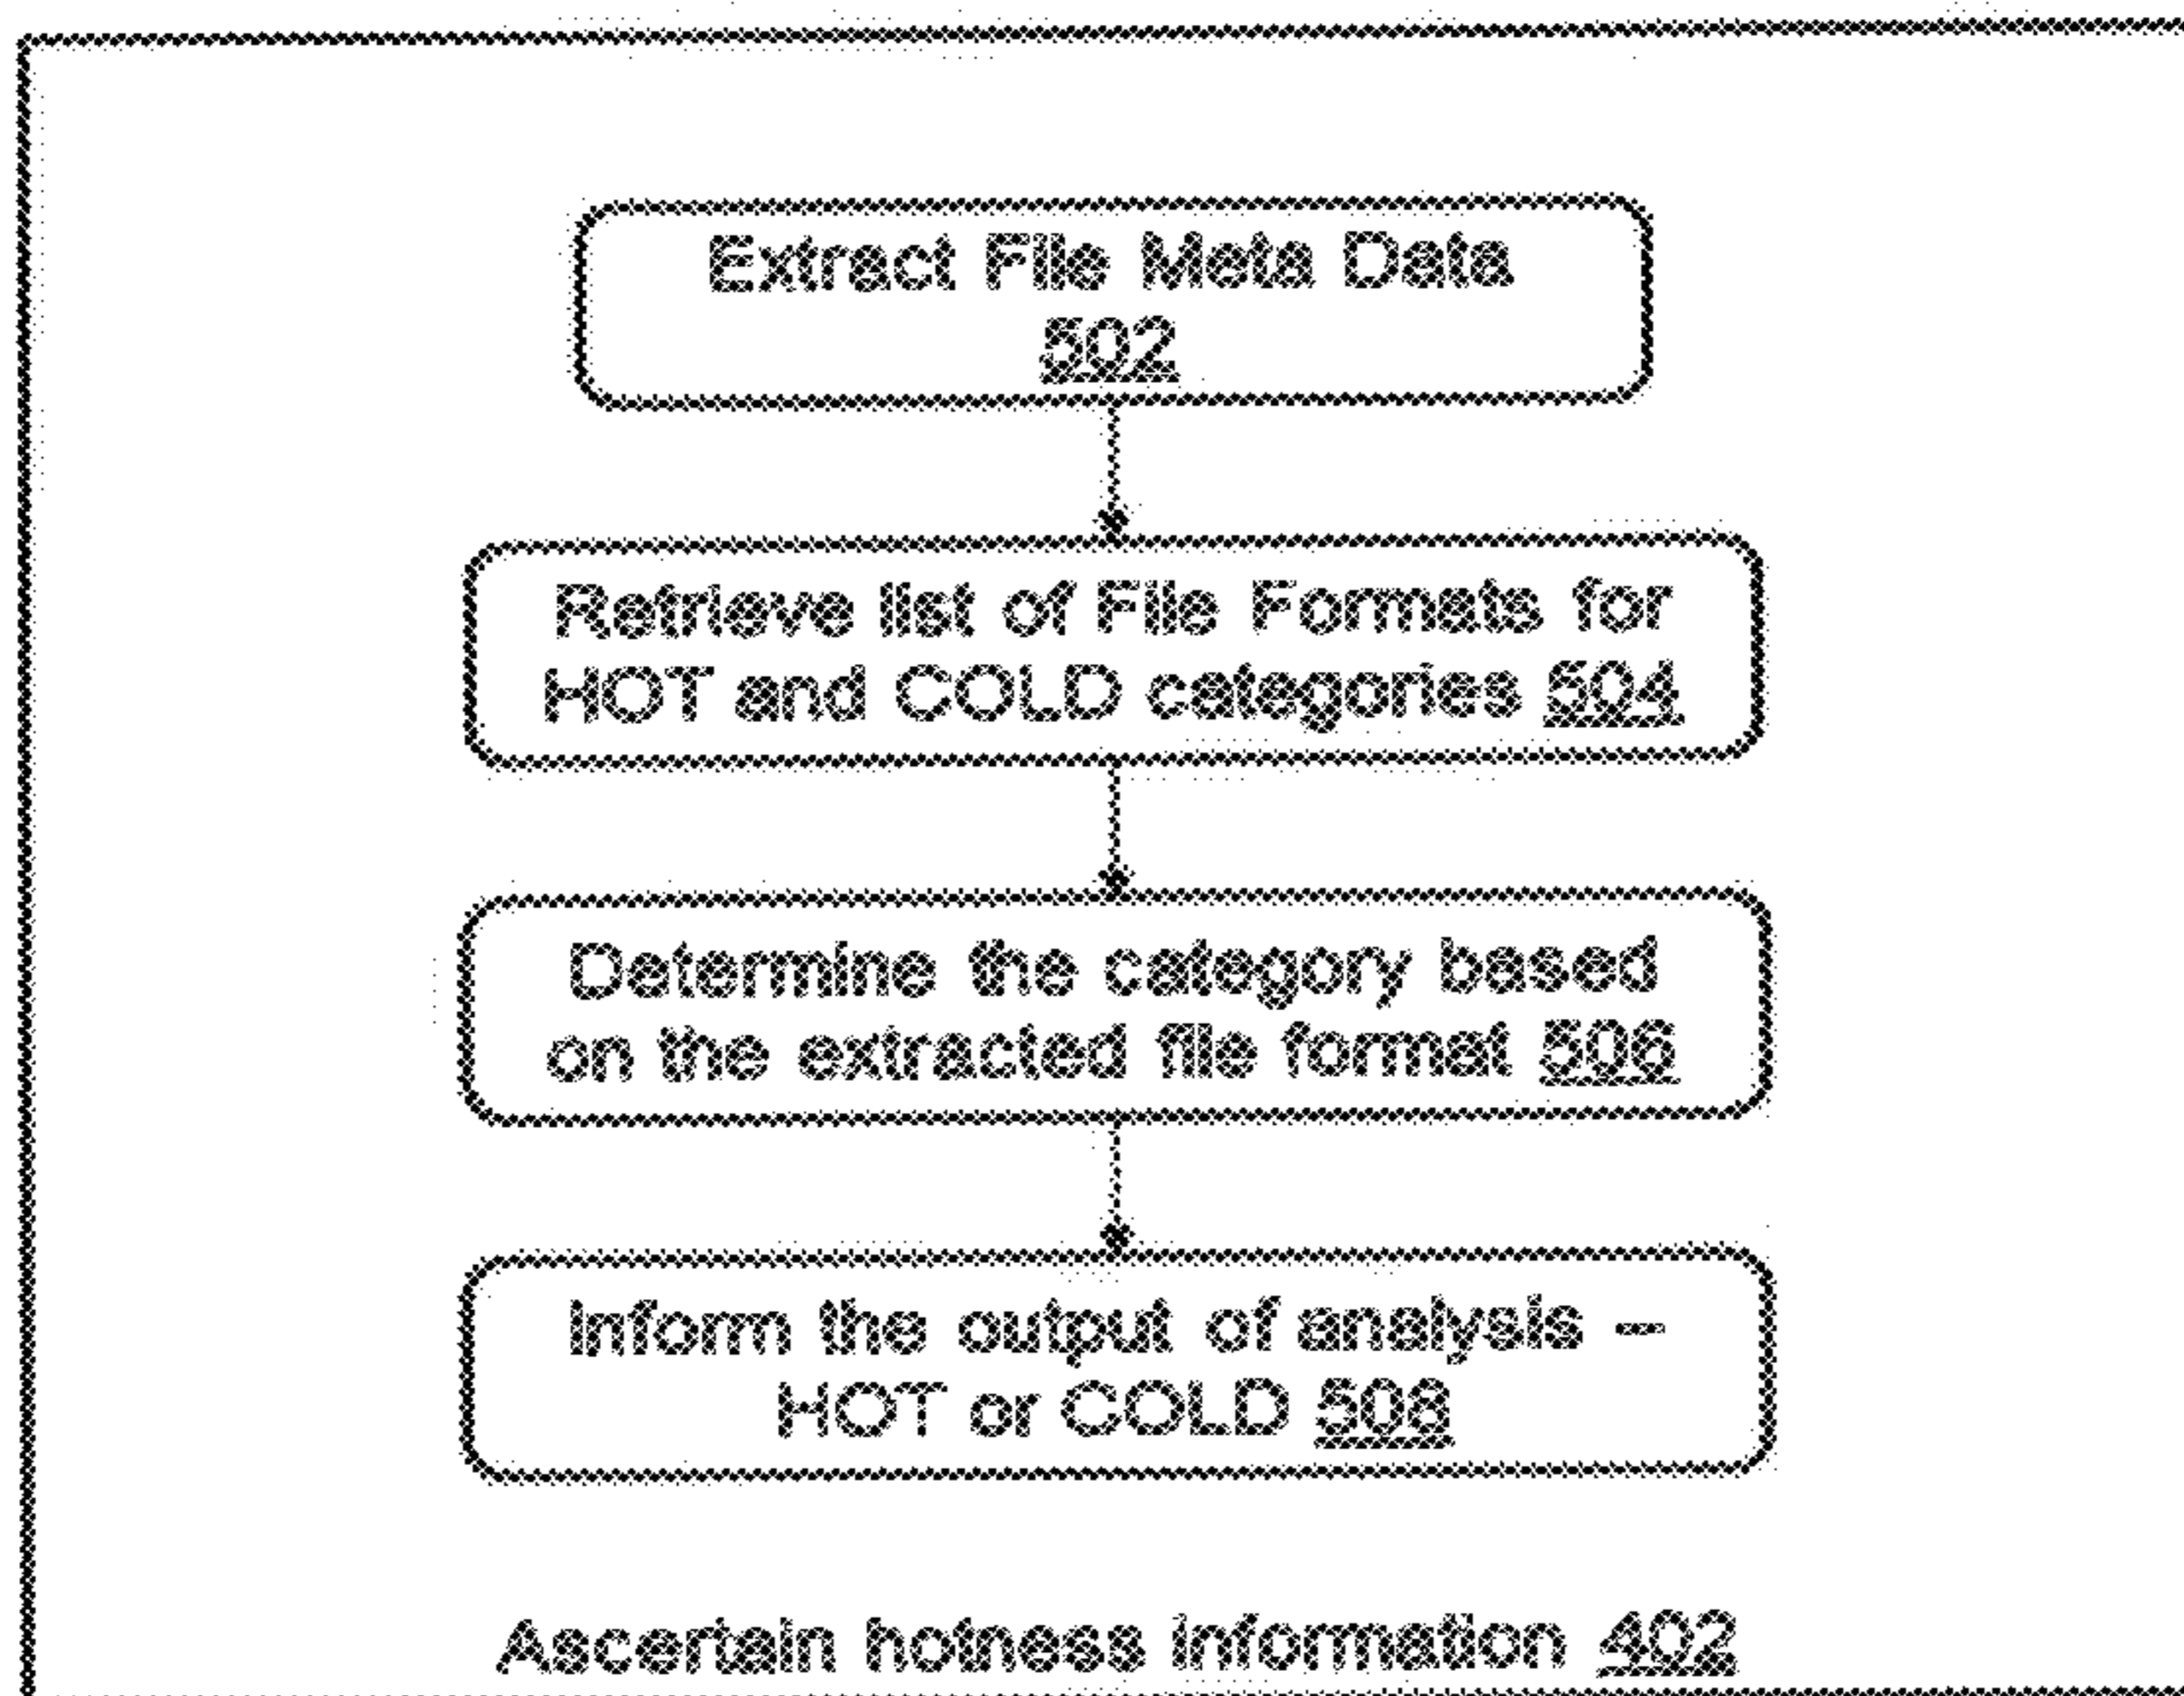 Extract File Meta Data
502
Retrieve list of File Formats for
HOT and COLD categories 504
Determine the category based
on the extracted file format 506
Inform the output of analysis –
HOT or COLD 508
Ascertain hotness information 402